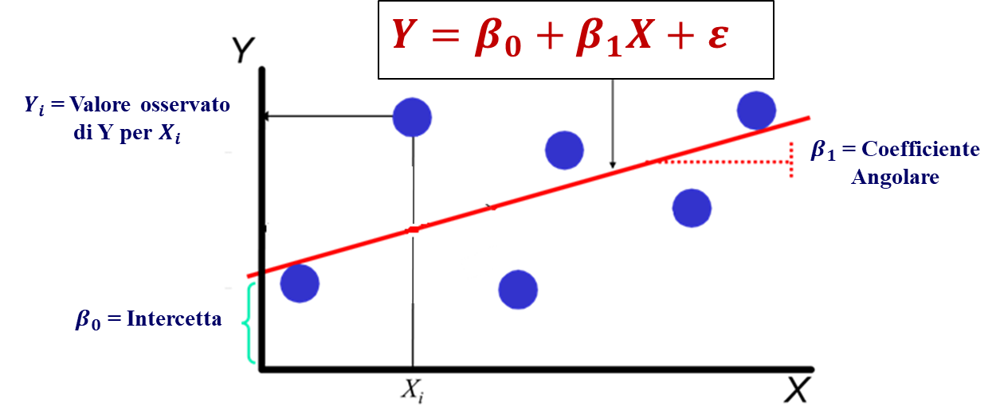 Y = β₀ + β₁X + ε
Y
Yᵢ = Valore osservato
di Y per Xᵢ
β₁ = Coefficiente
Angolare
β₀ = Intercetta
Xᵢ
X